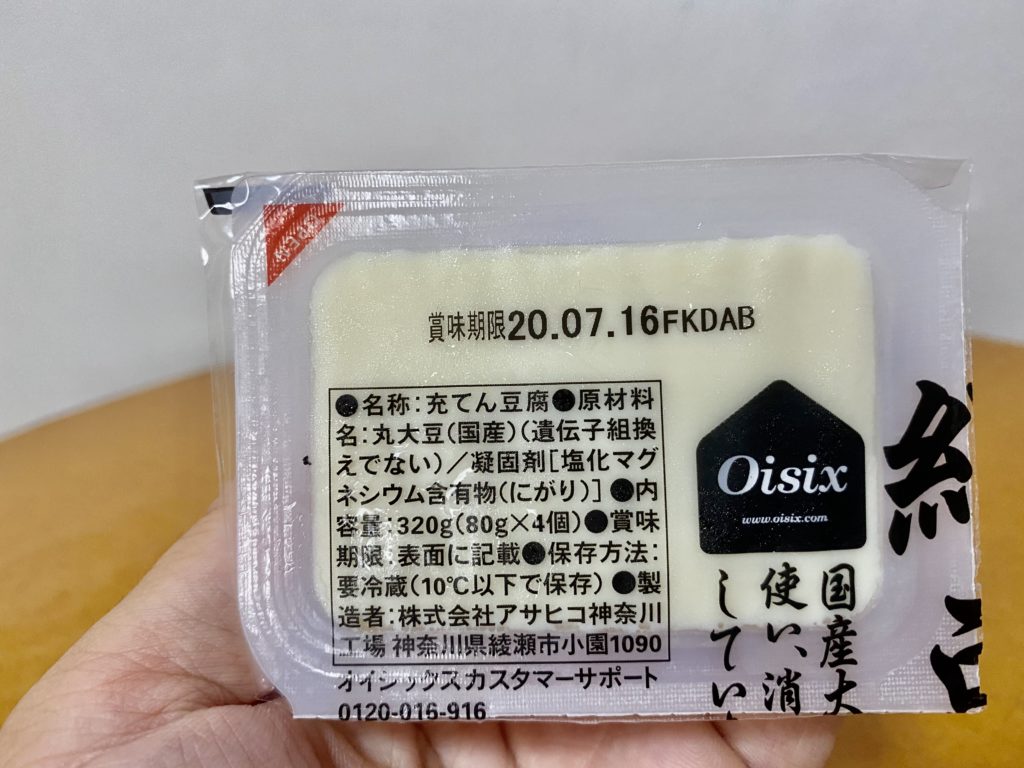 賞味期限20.07.16FKDAB
●名称:充てん豆腐●原材料
名:丸大豆(国産)(遺伝子組換
えでない)/凝固剤[塩化マグ
ネシウム含有物(にがり)]●内
容量:320g(80g×4個)●賞味
期限:表面に記載●保存方法:
要冷蔵(10℃以下で保存)●製
造者:株式会社アサヒコ神奈川
工場 神奈川県綾瀬市小園1090
オイシックスカスタマーサポート
0120-016-916
Oisix
www.oisix.com
国産大
使い、消
してい